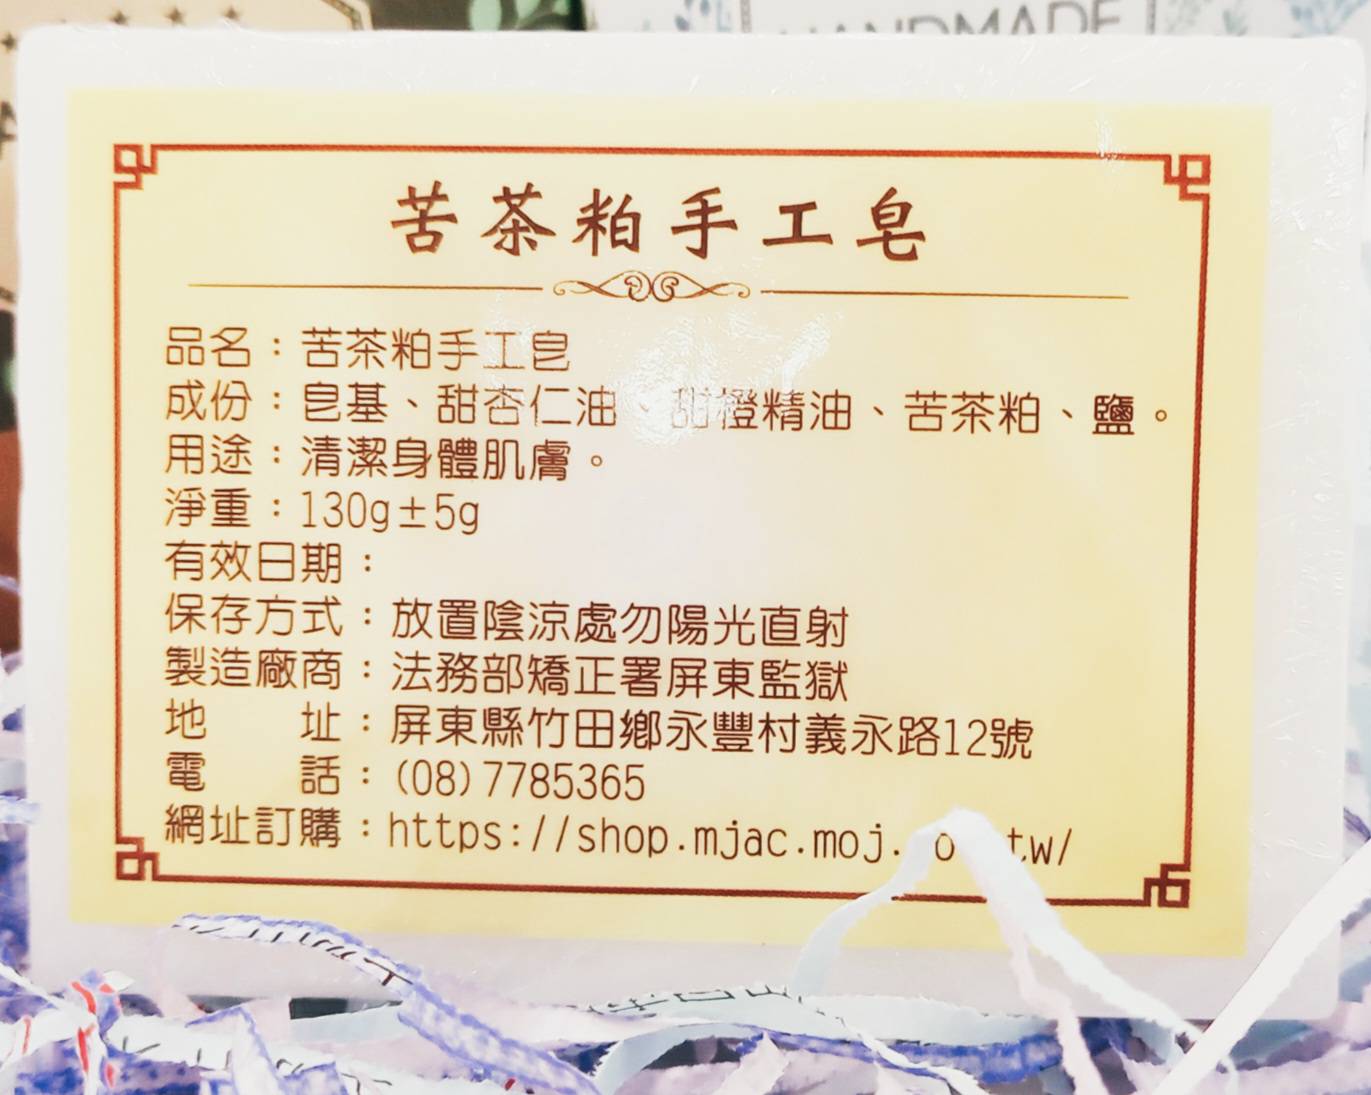 HANDMADE
苦茶粕手工皂
品名：苦茶粕手工皂
成份：皂基、甜杏仁油、甜橙精油、苦茶粕、鹽。
用途：清潔身體肌膚。
淨重：130g±5g
有效日期：
保存方式：放置陰涼處勿陽光直射
製造廠商：法務部矯正署屏東監獄
地　　址：屏東縣竹田鄉永豐村義永路12號
電　　話：(08)7785365
網址訂購：https://shop.mjac.moj.